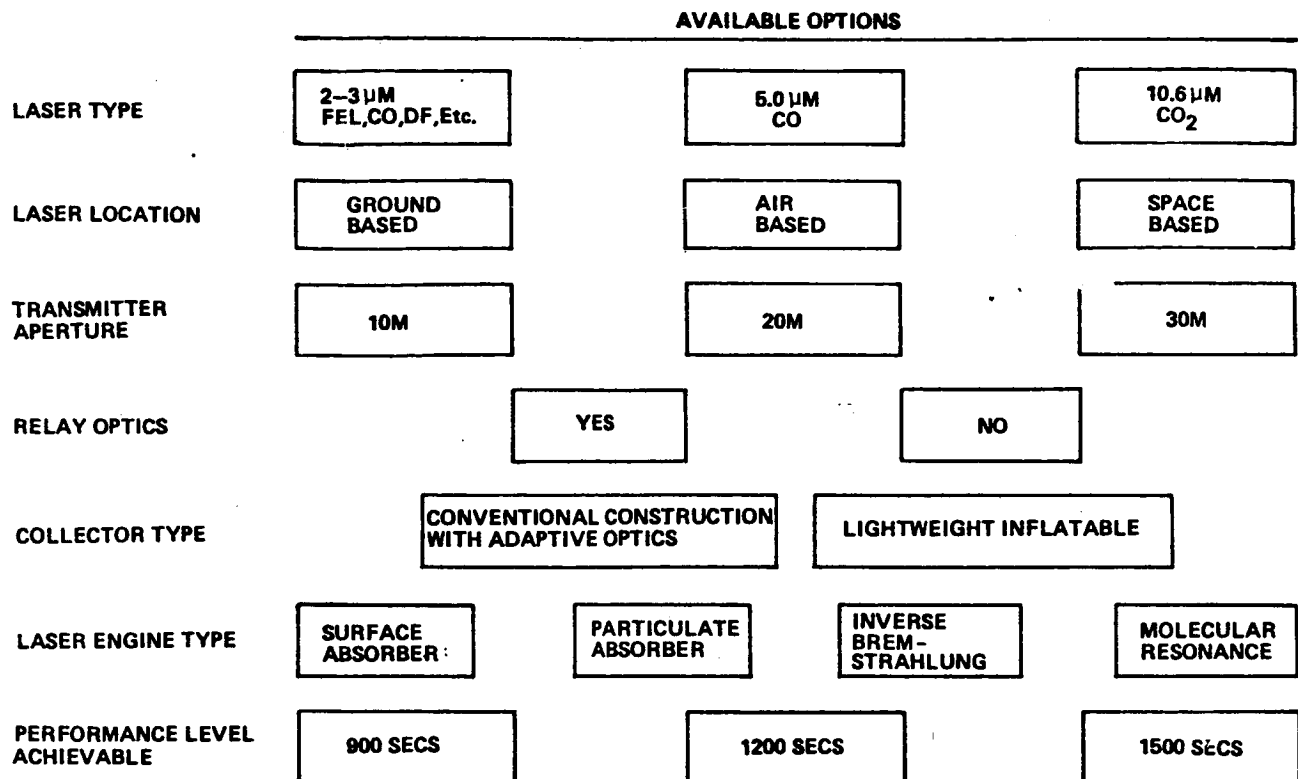 AVAILABLE OPTIONS
LASER TYPE
2–3 µM
FEL,CO,DF,Etc.
5.0 µM
CO
10.6 µM
CO2
LASER LOCATION
GROUND
BASED
AIR
BASED
SPACE
BASED
TRANSMITTER
APERTURE
10M
20M
30M
RELAY OPTICS
YES
NO
COLLECTOR TYPE
CONVENTIONAL CONSTRUCTION
WITH ADAPTIVE OPTICS
LIGHTWEIGHT INFLATABLE
LASER ENGINE TYPE
SURFACE
ABSORBER
PARTICULATE
ABSORBER
INVERSE
BREM–
STRAHLUNG
MOLECULAR
RESONANCE
PERFORMANCE LEVEL
ACHIEVABLE
900 SECS
1200 SECS
1500 SECS